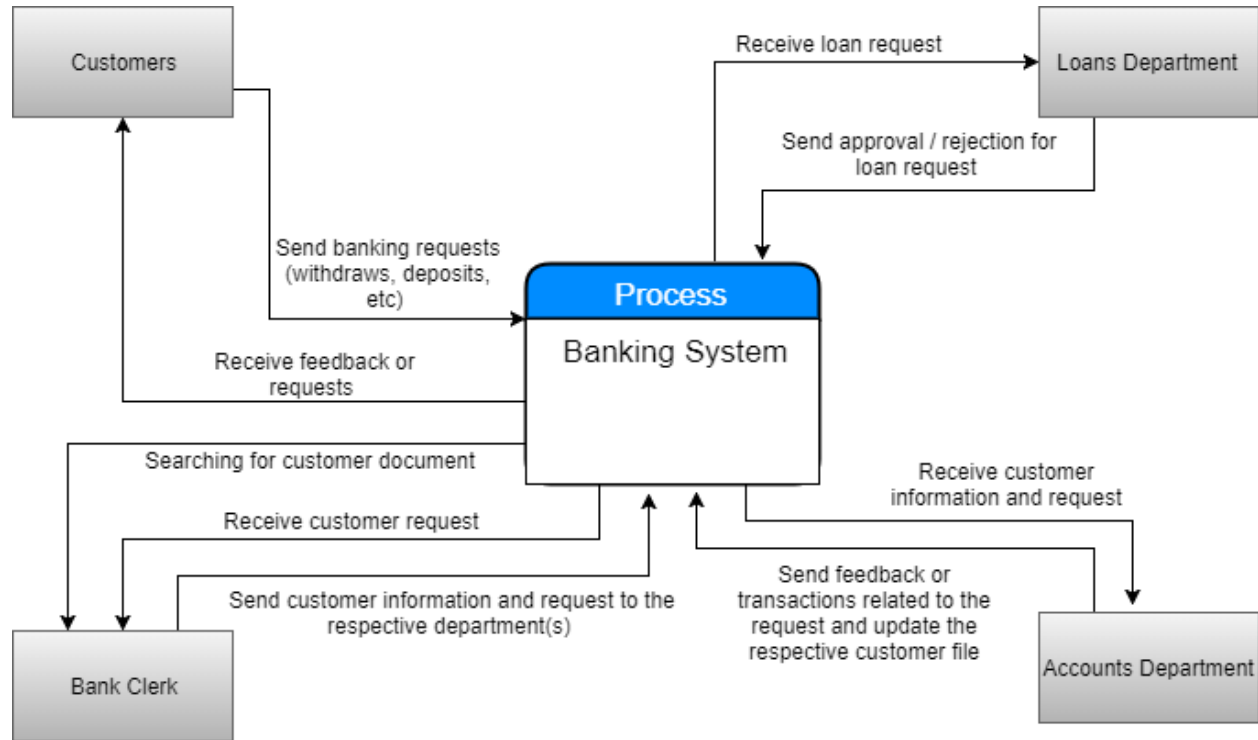 Customers
Receive loan request
Loans Department
Send approval / rejection for
loan request
Send banking requests
(withdraws, deposits,
etc)
Process
Banking System
Receive feedback or
requests
Searching for customer document
Receive customer
information and request
Receive customer request
Send customer information and request to the
respective department(s)
Send feedback or
transactions related to the
request and update the
respective customer file
Bank Clerk
Accounts Department